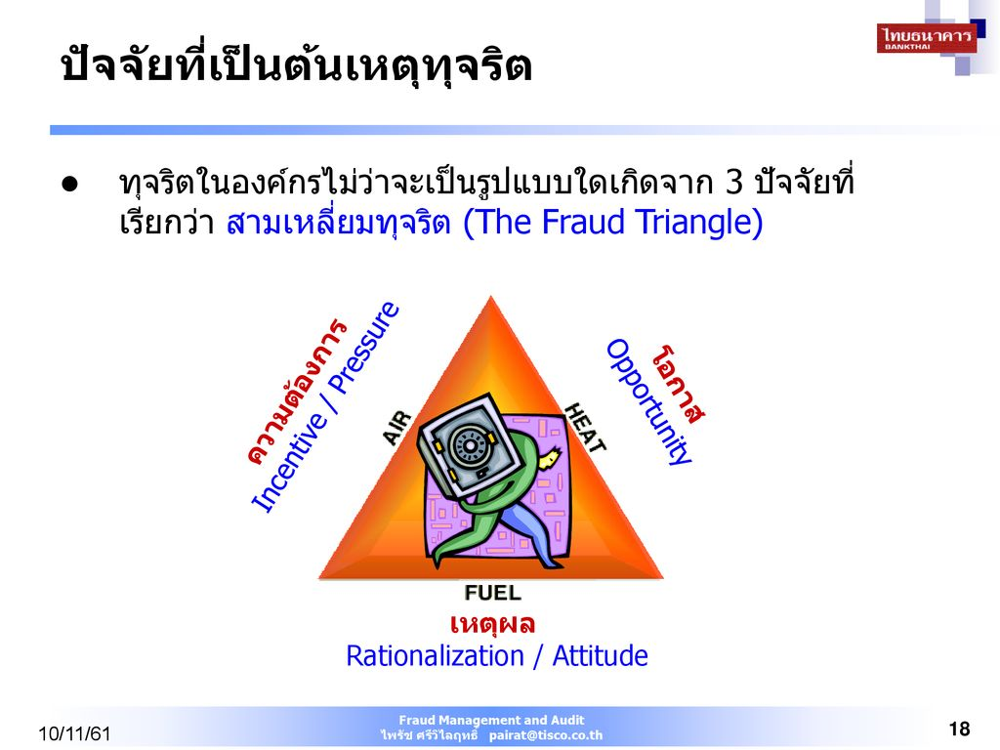 ปัจจัยที่เป็นต้นเหตุทุจริต
ไทยธนาคาร
BANKTHAI
● ทุจริตในองค์กรไม่ว่าจะเป็นรูปแบบใดเกิดจาก 3 ปัจจัยที่
เรียกว่า สามเหลี่ยมทุจริต (The Fraud Triangle)
ความต้องการ
Incentive / Pressure
โอกาส
Opportunity
AIR
HEAT
FUEL
เหตุผล
Rationalization / Attitude
10/11/61
Fraud Management and Audit
ไพรัช ศรีวิไลฤทธิ์ pairat@tisco.co.th
18